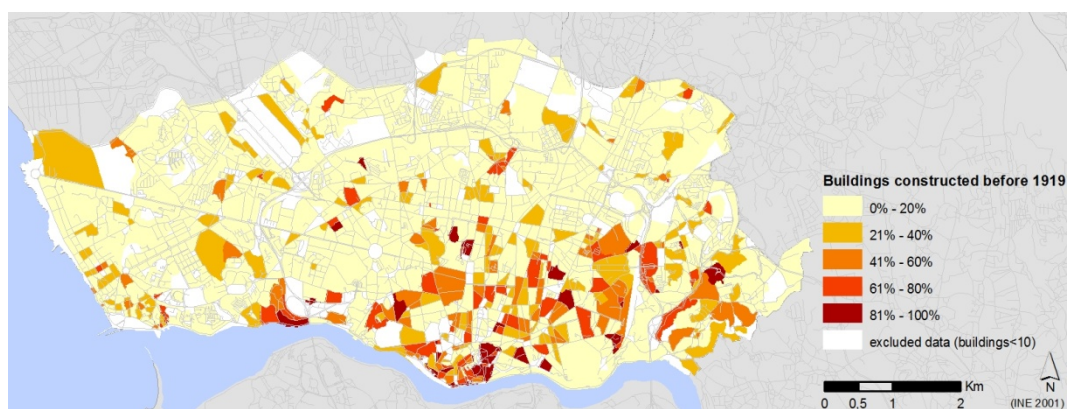 Buildings constructed before 1919
0% - 20%
21% - 40%
41% - 60%
61% - 80%
81% - 100%
excluded data (buildings<10)
Km
0 0,5 1 2
N
(INE 2001)